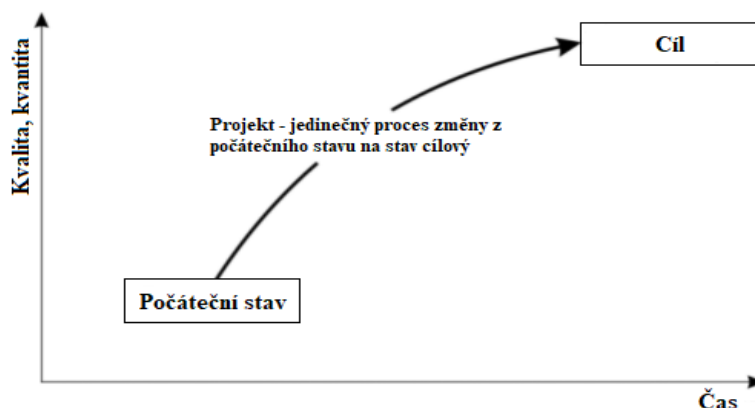 Kvalita, kvantita
Cíl
Projekt - jedinečný proces změny z
počátečního stavu na stav cílový
Počáteční stav
Čas